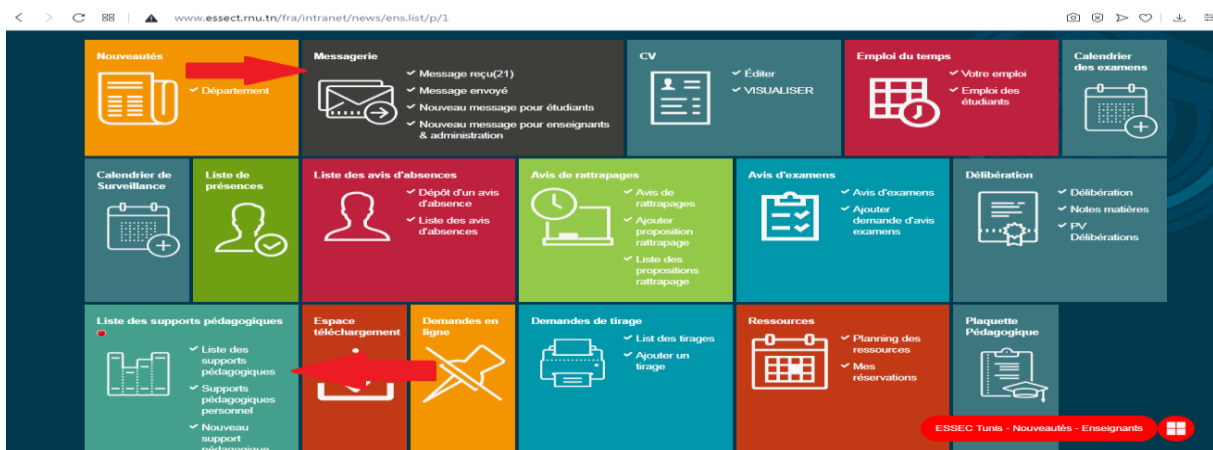 www.essect.rnu.tn/fra/intranet/news/ens.list/p/1
Nouveautés
Département
Messagerie
Message reçu(21)
Message envoyé
Nouveau message pour étudiants
Nouveau message pour enseignants
& administration
CV
Éditer
VISUALISER
Emploi du temps
Votre emploi
Emploi des
étudiants
Calendrier
des examens
Calendrier de
Surveillance
Liste de
présences
Liste des avis d'absences
Dépôt d'un avis
d'absence
Liste des avis
d'absences
Avis de rattrapages
Avis de
rattrapages
Ajouter
proposition
rattrapage
Liste des
propositions
rattrapage
Avis d'examens
Avis d'examens
Ajouter
demande d'avis
examens
Délibération
Délibération
Notes matières
PV
Délibérations
Liste des supports pédagogiques
Liste des
supports
pédagogiques
Supports
pédagogiques
personnel
Nouveau
support
pédagogique
Espace
téléchargement
Demandes en
ligne
Demandes de tirage
List des tirages
Ajouter un
tirage
Ressources
Planning des
ressources
Mes
réservations
Plaquette
Pédagogique
ESSEC Tunis - Nouveautés - Enseignants